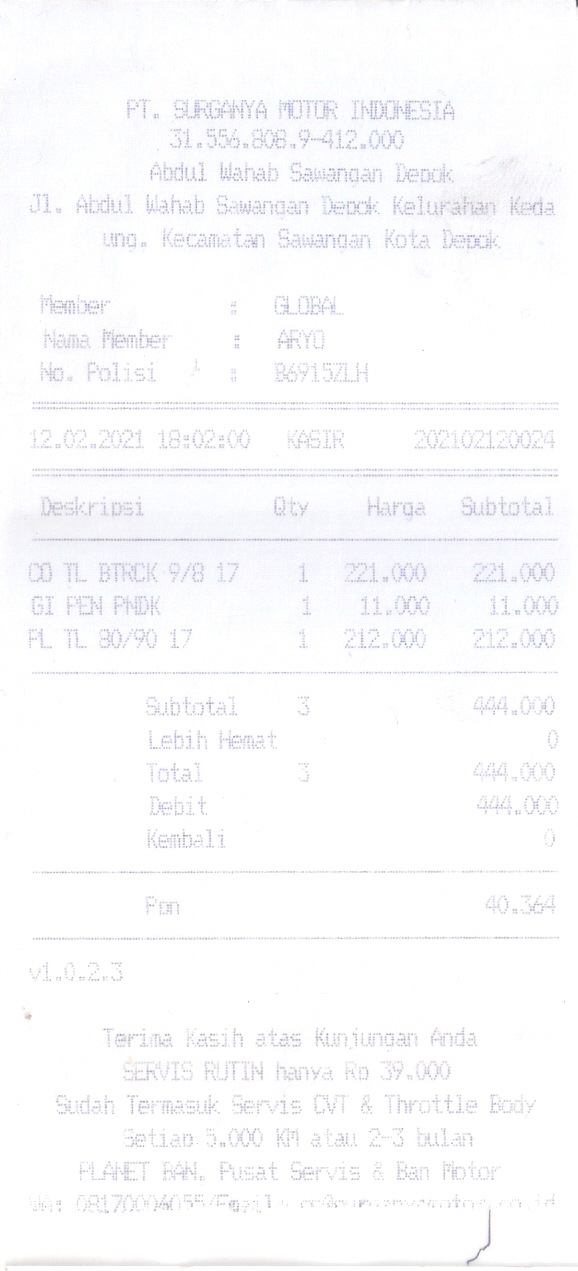 PT. SURGANYA MOTOR INDONESIA
31.556.808.9-412.000
Abdul Wahab Sawangan Depok
Jl. Abdul Wahab Sawangan Depok Kelurahan Keda
ung. Kecamatan Sawangan Kota Depok
Member : GLOBAL
Nama Member : ARYO
No. Polisi : B6915ZLH
12.02.2021 18:02:00 KASIR 202102120024
Deskripsi Qty Harga Subtotal
CO TL BTRCK 9/8 17 1 221.000 221.000
GI PEN PNDK 1 11.000 11.000
PL TL 80/90 17 1 212.000 212.000
Subtotal 3 444.000
Lebih Hemat 0
Total 3 444.000
Debit 444.000
Kembali 0
Ppn 40.364
v1.0.2.3
Terima Kasih atas Kunjungan Anda
SERVIS RUTIN hanya Rp 39.000
Sudah Termasuk Servis CVT & Throttle Body
Setiap 5.000 KM atau 2-3 bulan
PLANET BAN. Pusat Servis & Ban Motor
WA: 08170006055/Email: